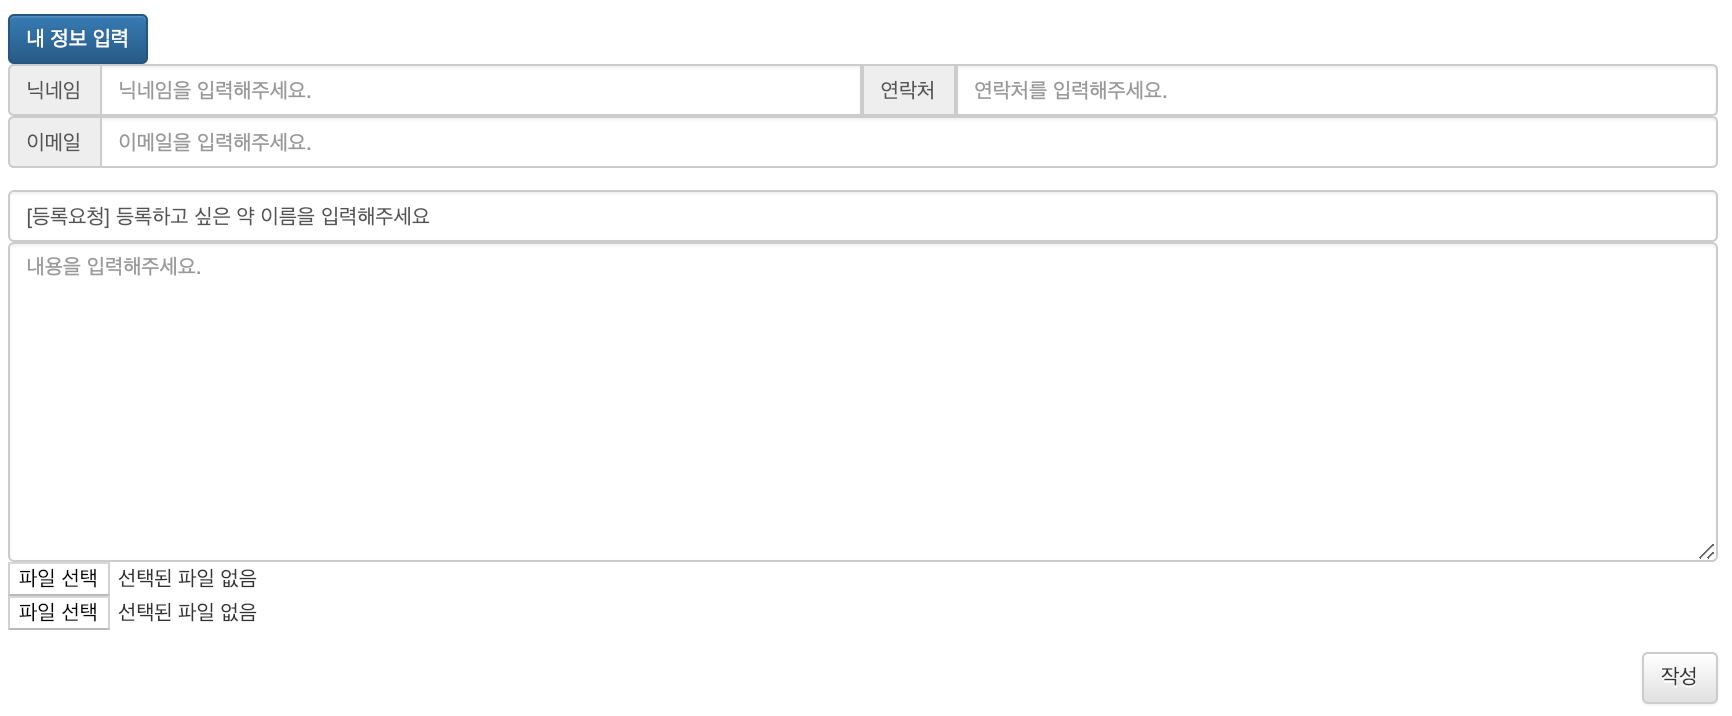 내 정보 입력
닉네임 닉네임을 입력해주세요. 연락처 연락처를 입력해주세요.
이메일 이메일을 입력해주세요.
[등록요청] 등록하고 싶은 약 이름을 입력해주세요
내용을 입력해주세요.
파일 선택 선택된 파일 없음
파일 선택 선택된 파일 없음
작성